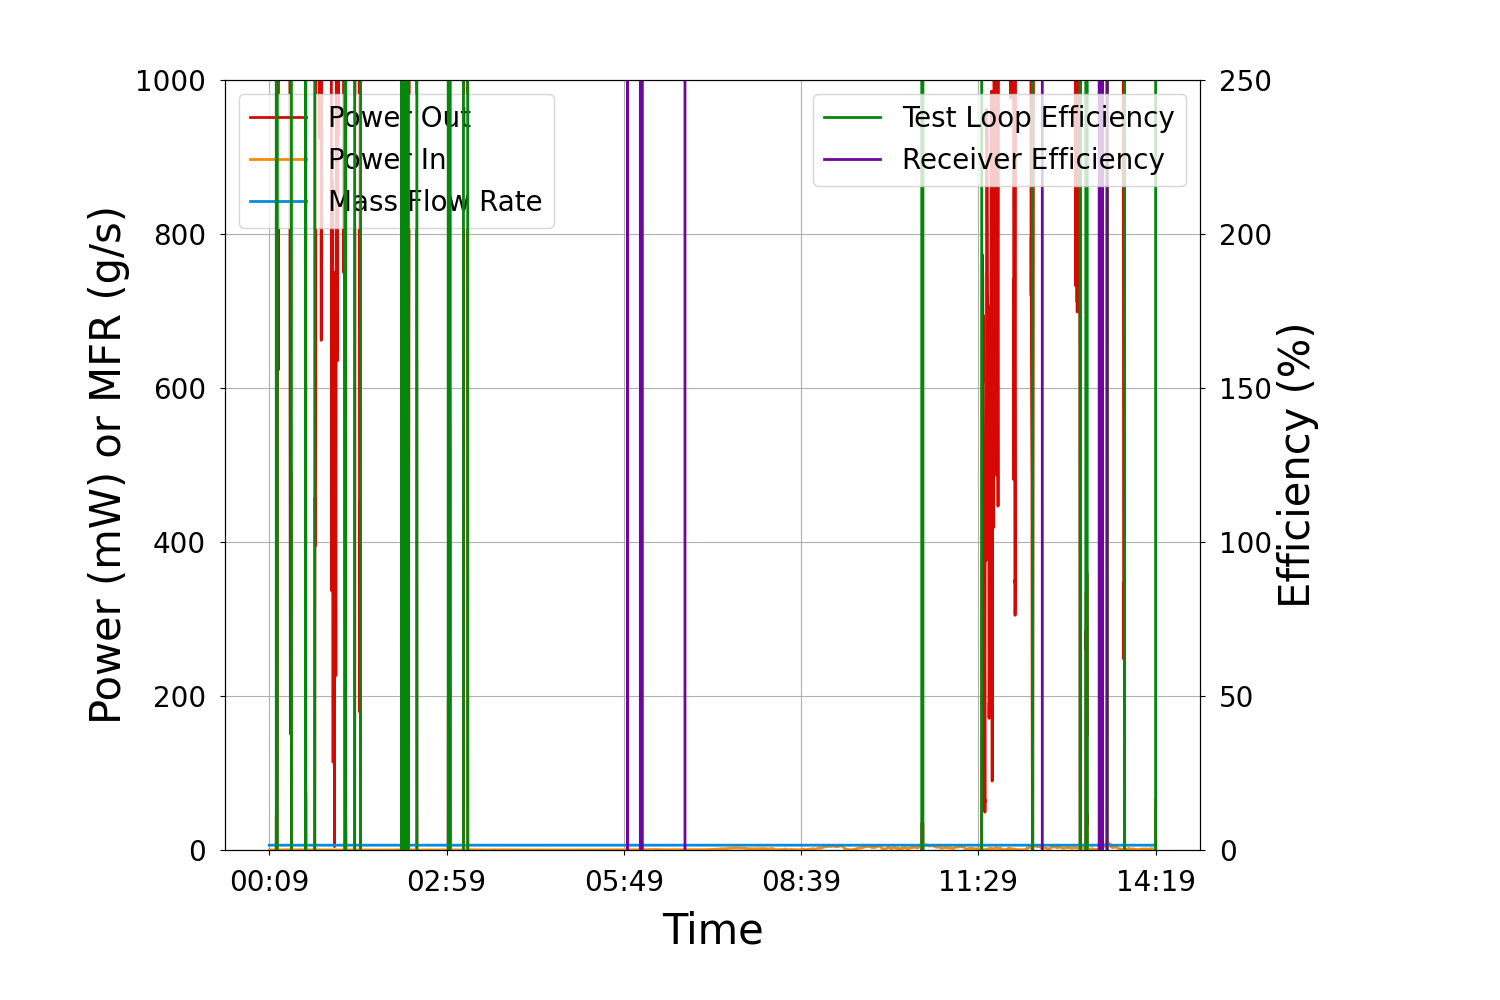 1000
800
600
400
200
0
Power (mW) or MFR (g/s)
Power Out
Power In
Mass Flow Rate
Test Loop Efficiency
Receiver Efficiency
250
200
150
100
50
0
Efficiency (%)
00:09 02:59 05:49 08:39 11:29 14:19
Time